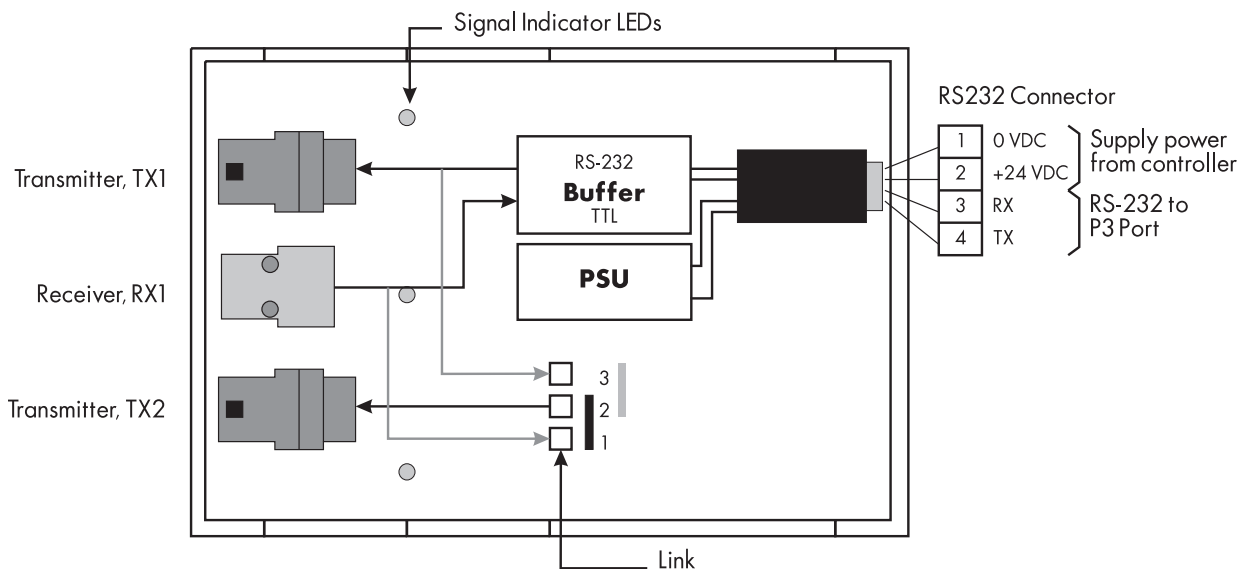 Signal Indicator LEDs
RS232 Connector
1 0 VDC
2 +24 VDC
Supply power
from controller
3 RX
4 TX
RS-232 to
P3 Port
Transmitter, TX1
RS-232
Buffer
TTL
Receiver, RX1
PSU
Transmitter, TX2
3
2
1
Link